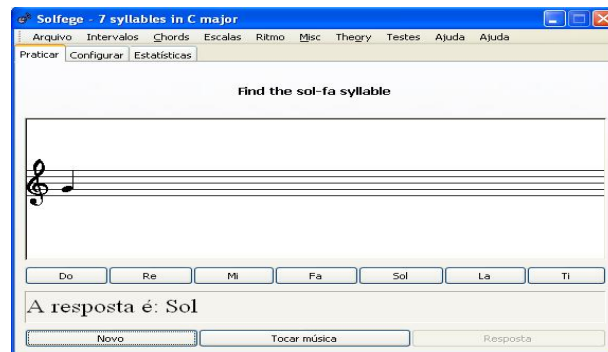 Solfege - 7 syllables in C major
Arquivo Intervalos Chords Escalas Ritmo Misc Theory Testes Ajuda Ajuda
Praticar Configurar Estatísticas
Find the sol-fa syllable
Do Re Mi Fa Sol La Ti
A resposta é: Sol
Novo Tocar música Resposta